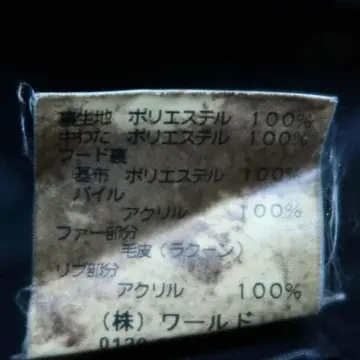 裏生地 ポリエステル 100%
中わた ポリエステル 100%
フード裏
基布 ポリエステル 100%
パイル
アクリル 100%
ファー部分
毛皮(ラクーン)
リブ部分
アクリル 100%
(株)ワールド